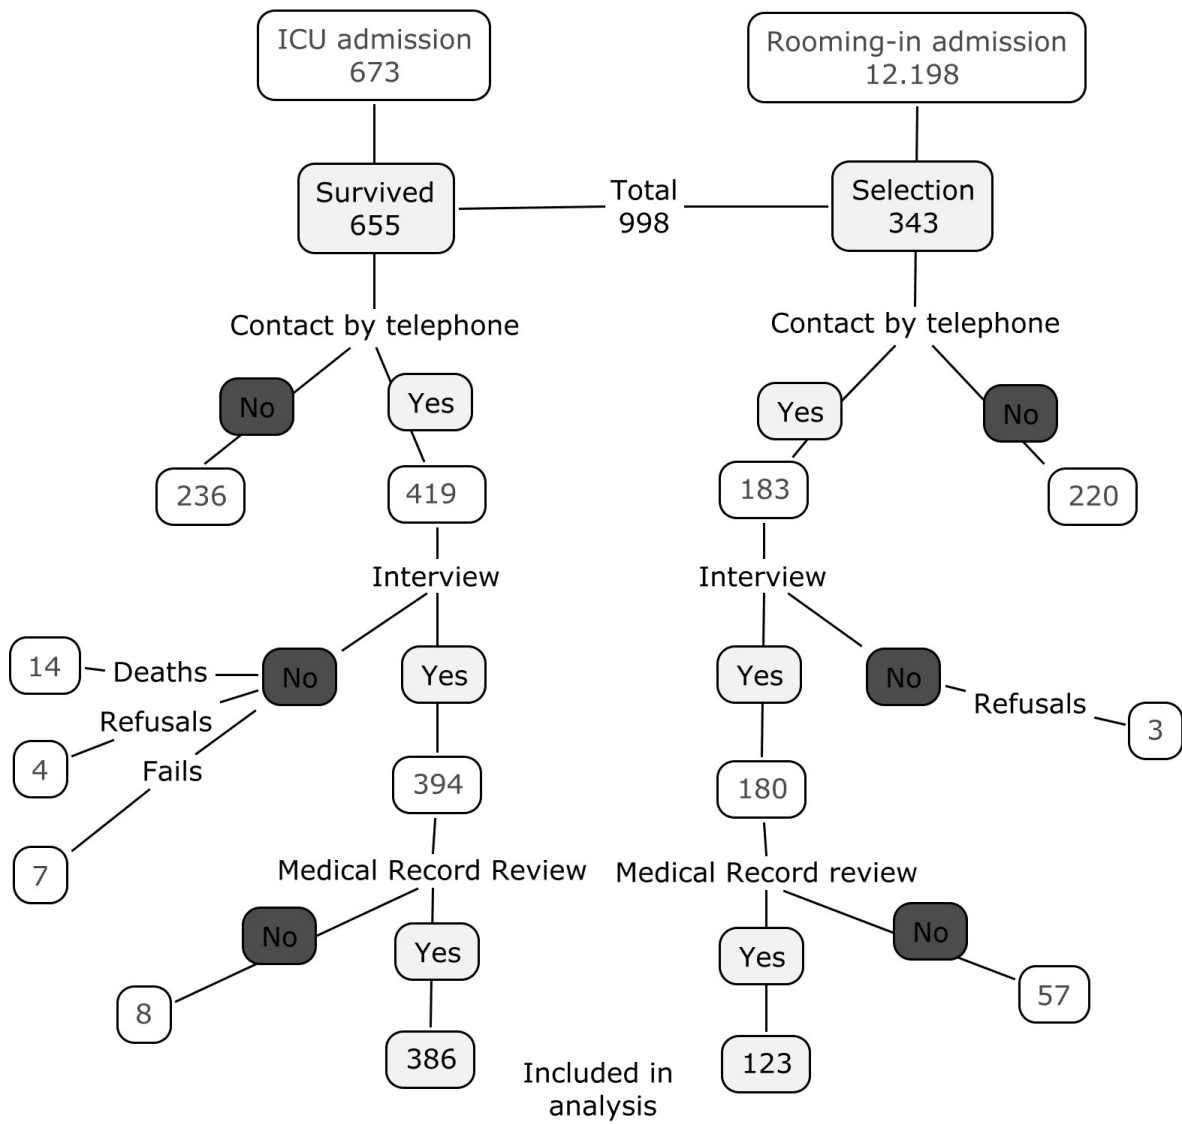 ICU admission
673
Rooming-in admission
12.198
Survived
655
Total
998
Selection
343
Contact by telephone
Contact by telephone
No
Yes
Yes
No
236
419
183
220
Interview
Interview
14
Deaths
No
Yes
Yes
No
Refusals
4
Fails
7
Refusals
3
394
180
Medical Record Review
Medical Record review
No
Yes
Yes
No
8
386
123
57
Included in
analysis